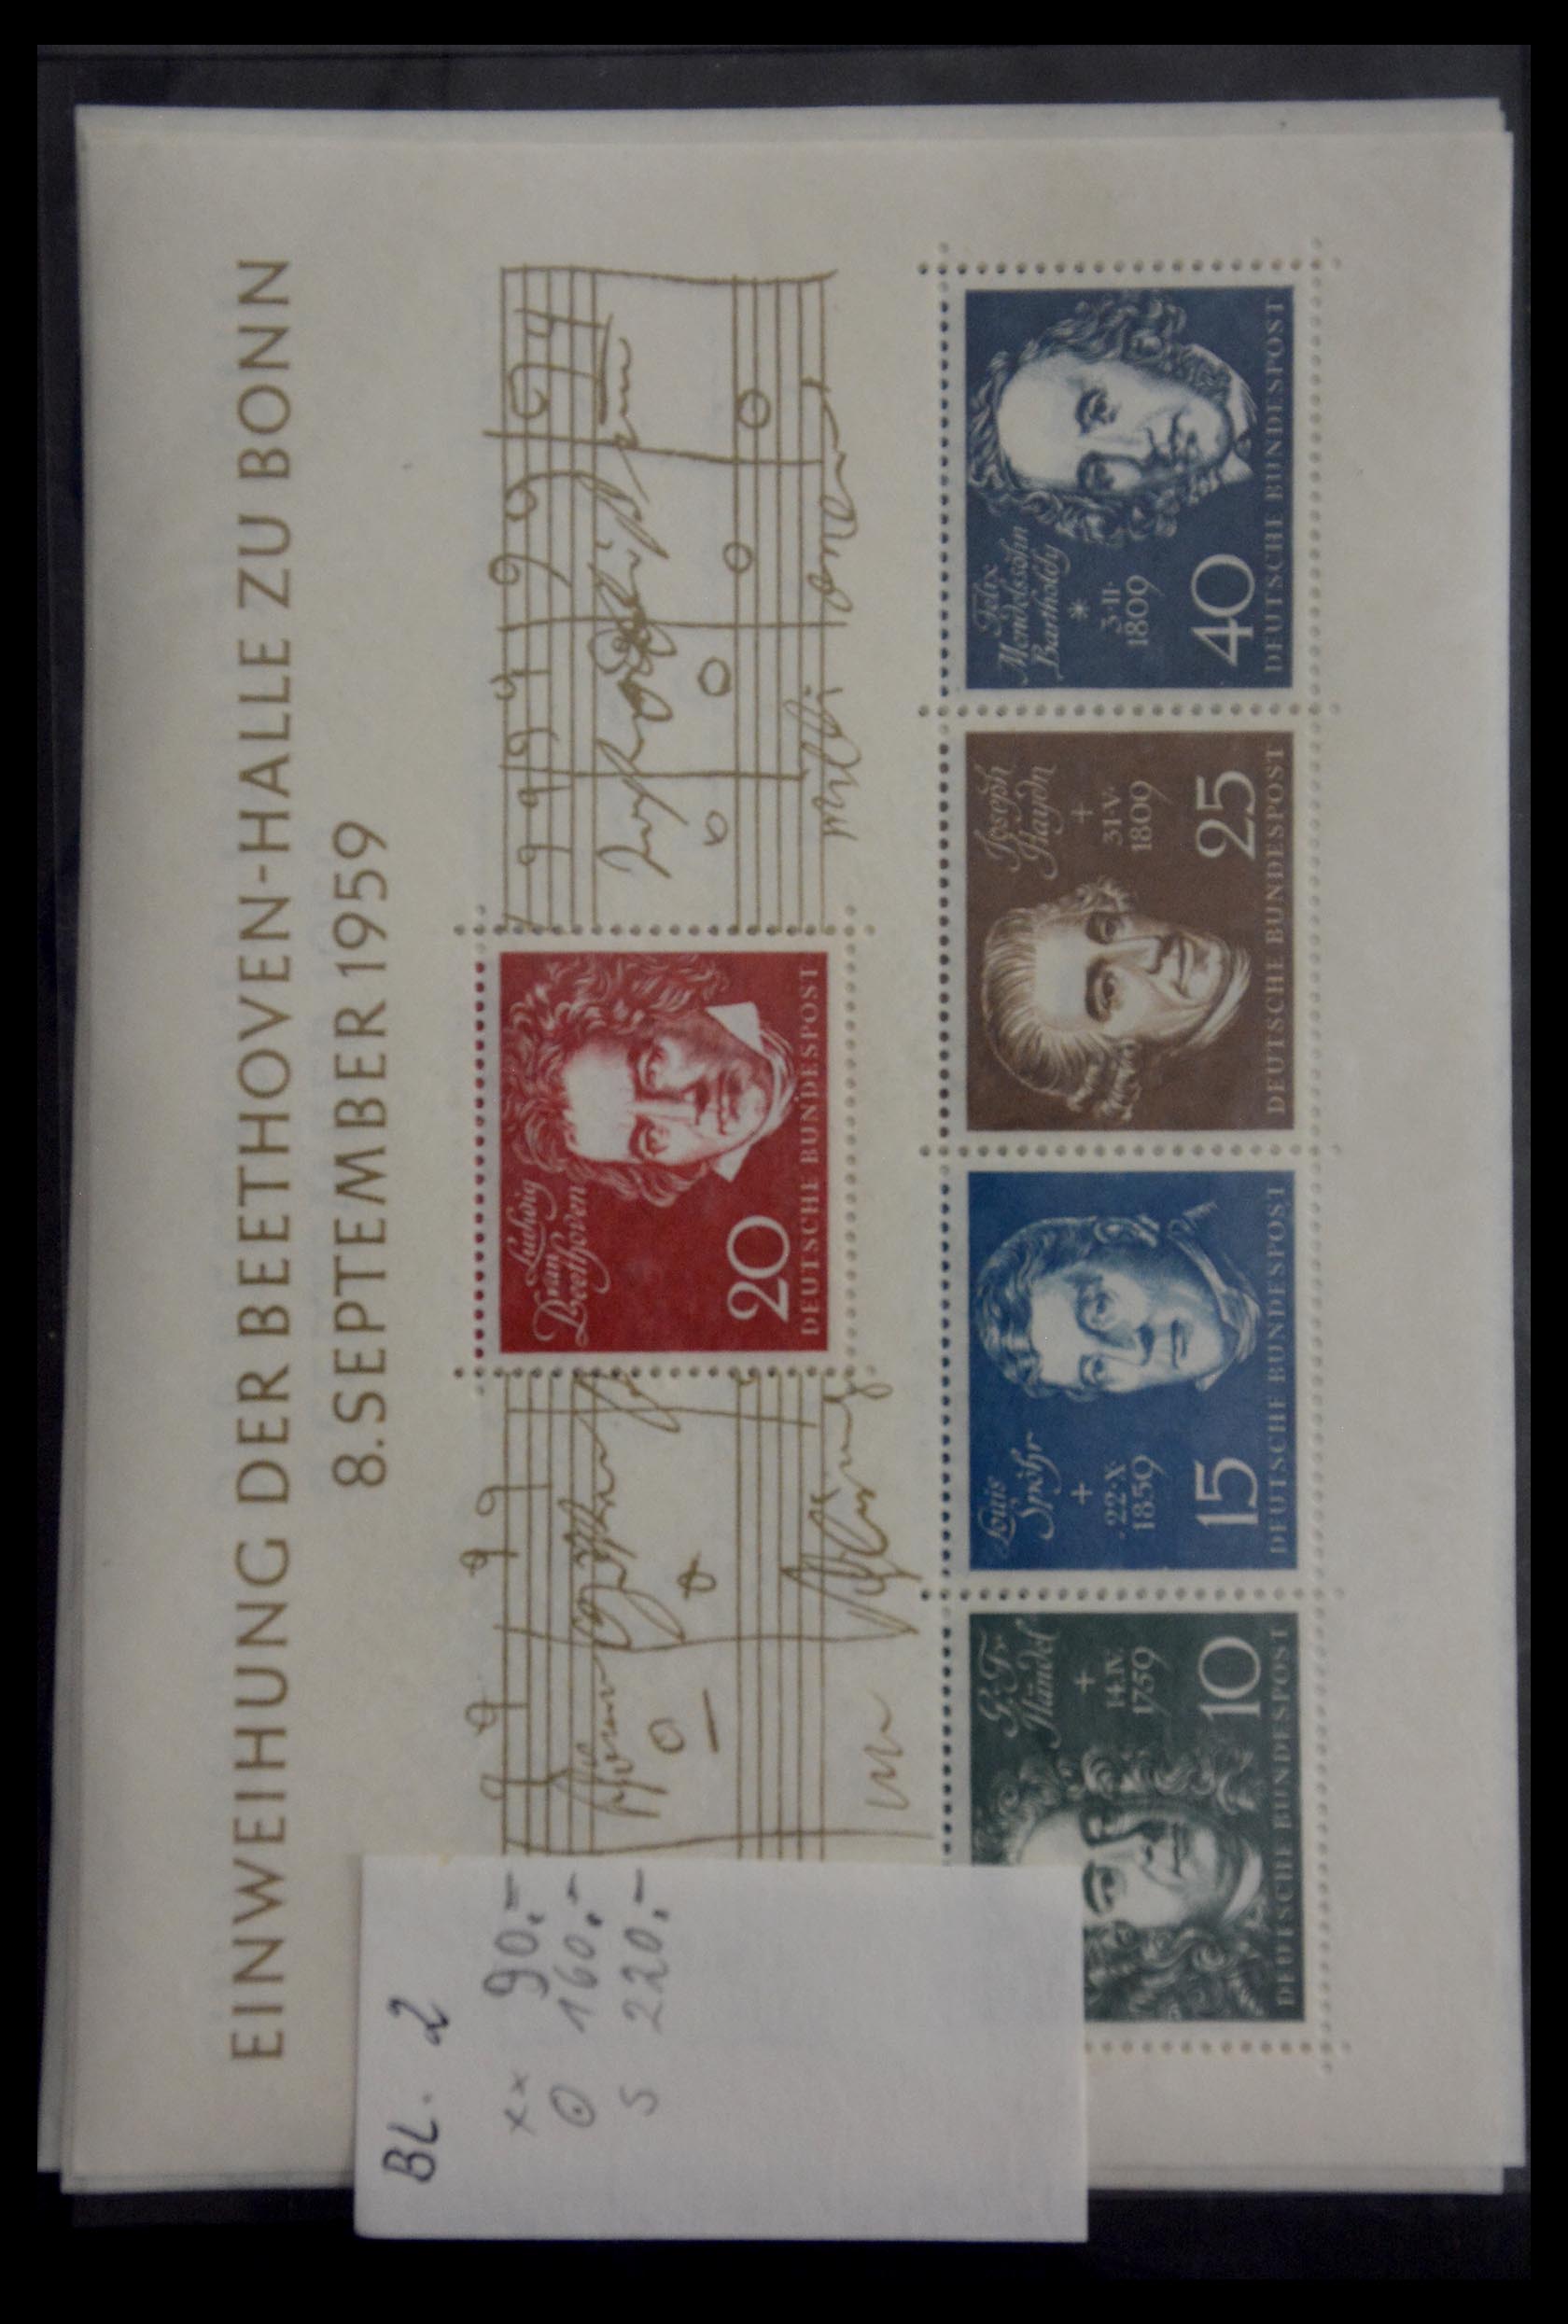 EINWEIHUNG DER BEETHOVEN-HALLE ZU BONN
8. SEPTEMBER 1959
Ludwig
van
Beethoven
20
DEUTSCHE BUNDESPOST
G. Fr.
Händel
+
14.IV.
1759
10
DEUTSCHE BUNDESPOST
Louis
Spohr
+
22·X·
1859
15
DEUTSCHE BUNDESPOST
Joseph
Haydn
+
31·V·
1809
25
DEUTSCHE BUNDESPOST
Felix
Mendelssohn
Bartholdy
*
3·II·
1809
40
DEUTSCHE BUNDESPOST
BL. 2
xx 90.-
⊙ 160.-
S 220.-